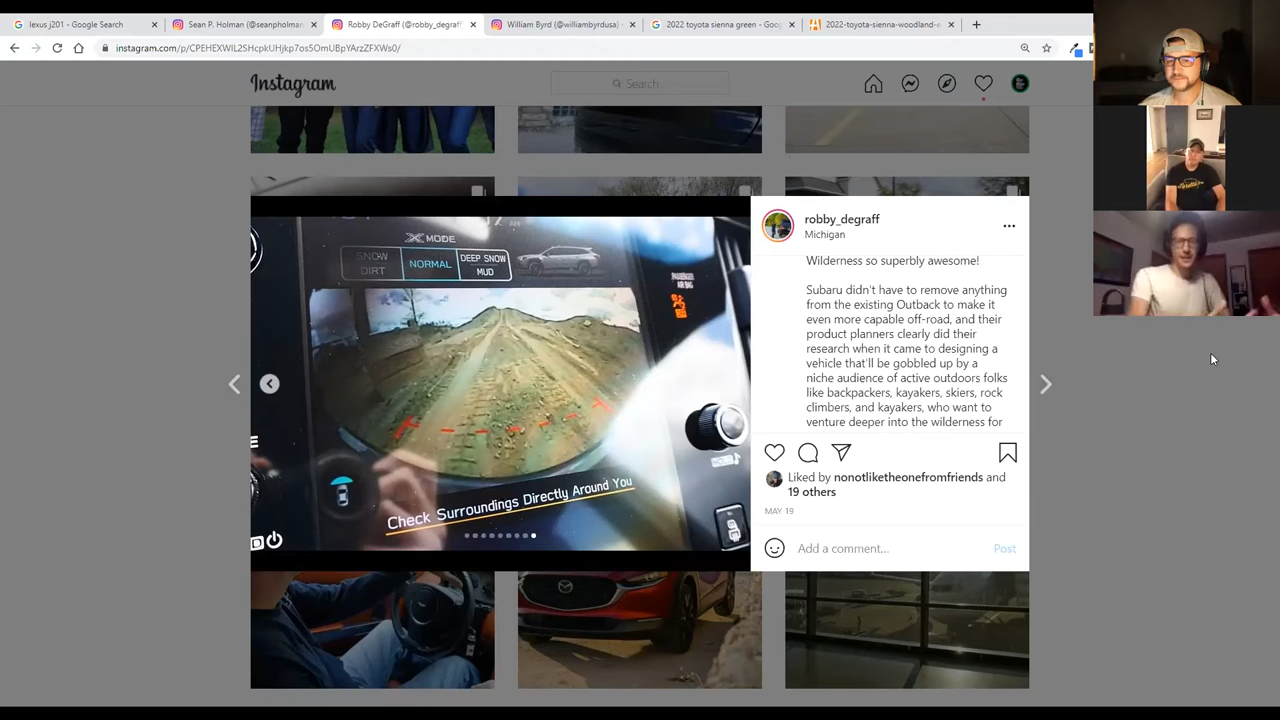 lexus j201 - Google Search
Sean P. Holman (@seanpholman
Robby DeGraff (@robby_degraff
William Byrd (@williambyrdusa)
2022 toyota sienna green - Goog
2022-toyota-sienna-woodland-e
instagram.com/p/CPEHEXWlL2SHcpkUHjkp7os5OmUBpYArzZFXWs0/
Instagram
Search
X MODE
SNOW DIRT
NORMAL
DEEP SNOW MUD
PASSENGER AIR BAG
Check Surroundings Directly Around You
robby_degraff
Michigan
Wilderness so superbly awesome!
Subaru didn't have to remove anything
from the existing Outback to make it
even more capable off-road, and their
product planners clearly did their
research when it came to designing a
vehicle that'll be gobbled up by a
niche audience of active outdoors folks
like backpackers, kayakers, skiers, rock
climbers, and kayakers, who want to
venture deeper into the wilderness for
Liked by nonotliketheonefromfriends and
19 others
MAY 19
Add a comment...
Post